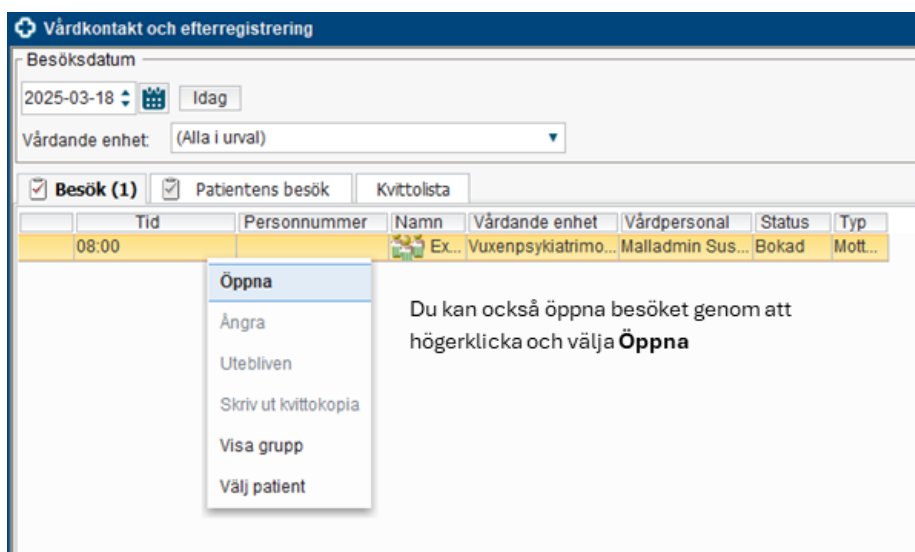 Vårdkontakt och efterregistrering
Besöksdatum
2025-03-18 Idag
Vårdande enhet: (Alla i urval)
Besök (1) Patientens besök Kvittolista
Tid Personnummer Namn Vårdande enhet Vårdpersonal Status Typ
08:00 Ex... Vuxenpsykiatrimo... Malladmin Sus... Bokad Mott...
Öppna
Ångra
Utebliven
Skriv ut kvittokopia
Visa grupp
Välj patient
Du kan också öppna besöket genom att
högerklicka och välja Öppna